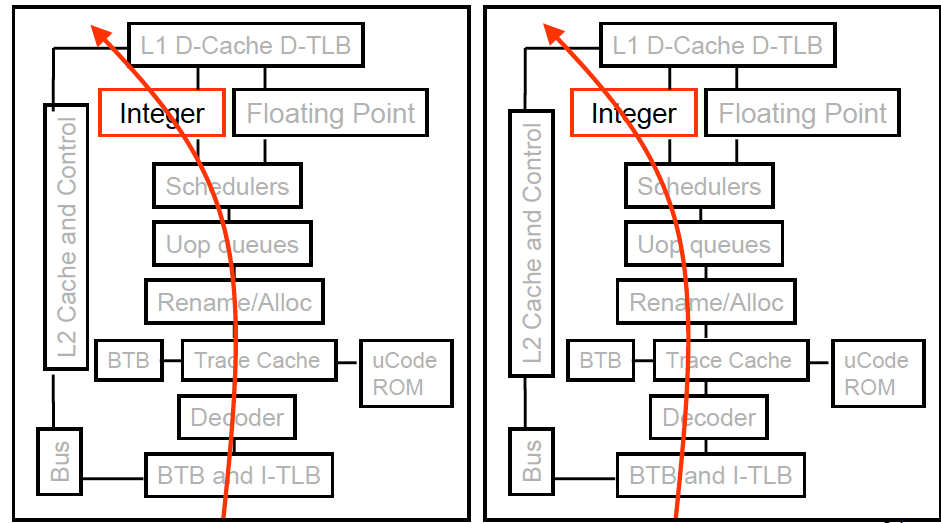 L1 D-Cache D-TLB
Integer
Floating Point
L2 Cache and Control
Schedulers
Uop queues
Rename/Alloc
BTB
Trace Cache
uCode
ROM
Decoder
Bus
BTB and I-TLB
L1 D-Cache D-TLB
Integer
Floating Point
L2 Cache and Control
Schedulers
Uop queues
Rename/Alloc
BTB
Trace Cache
uCode
ROM
Decoder
Bus
BTB and I-TLB